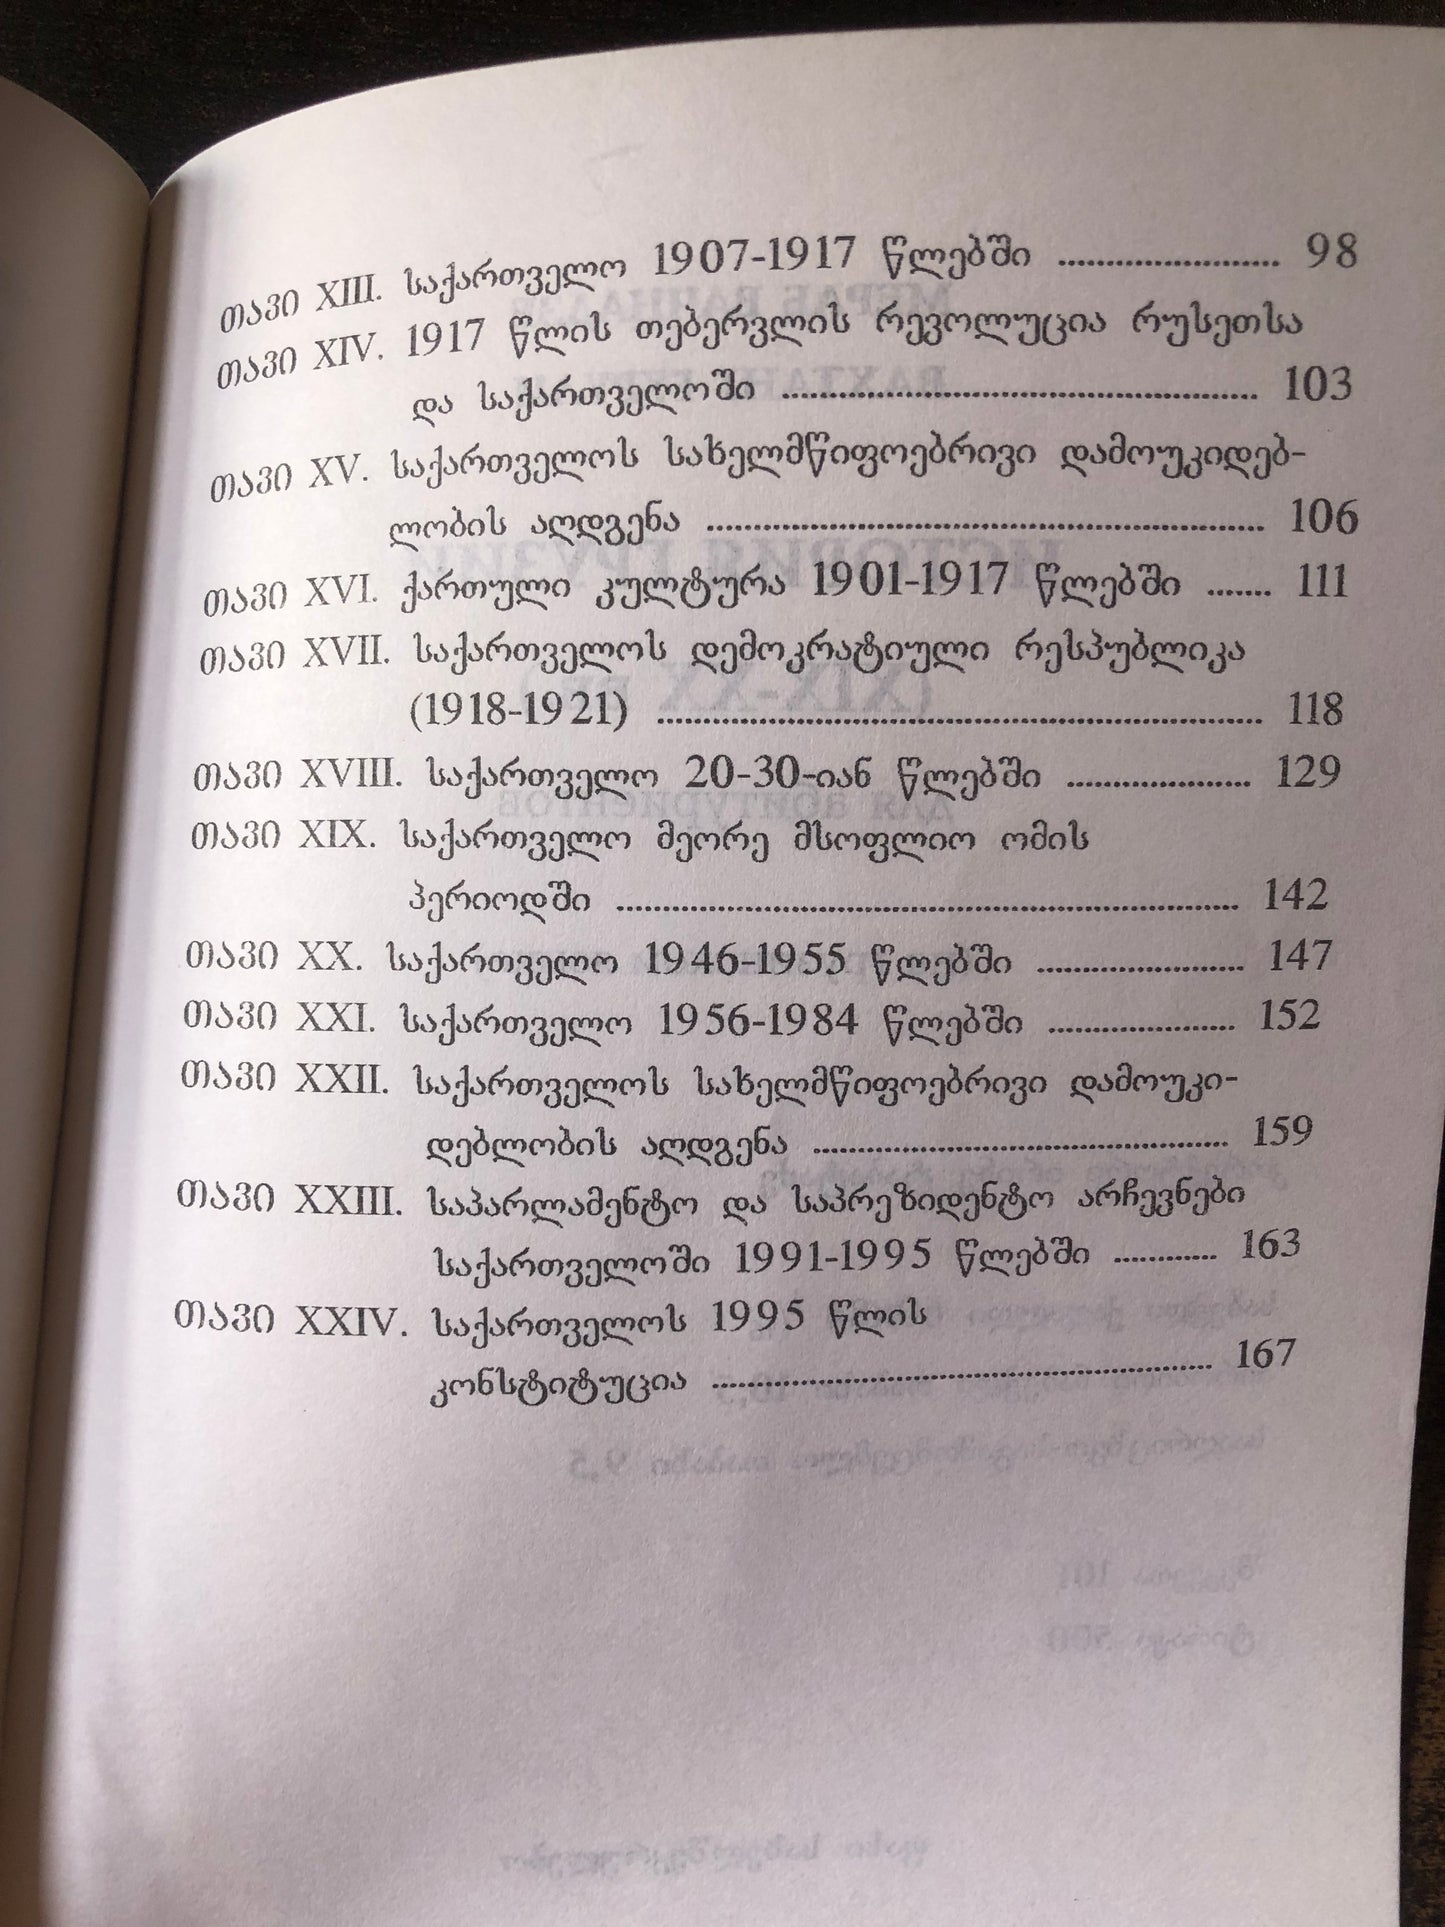 თავი XIII. საქართველო 1907-1917 წლებში ........................ 98
თავი XIV. 1917 წლის თებერვლის რევოლუცია რუსეთსა
და საქართველოში .................................................. 103
თავი XV. საქართველოს სახელმწიფოებრივი დამოუკიდებ-
ლობის აღდგენა .......................................................... 106
თავი XVI. ქართული კულტურა 1901-1917 წლებში ....... 111
თავი XVII. საქართველოს დემოკრატიული რესპუბლიკა
(1918-1921) ................................................................ 118
თავი XVIII. საქართველო 20-30-იან წლებში .................... 129
თავი XIX. საქართველო მეორე მსოფლიო ომის
პერიოდში .................................................................. 142
თავი XX. საქართველო 1946-1955 წლებში ...................... 147
თავი XXI. საქართველო 1956-1984 წლებში .................... 152
თავი XXII. საქართველოს სახელმწიფოებრივი დამოუკი-
დებლობის აღდგენა ............................................ 159
თავი XXIII. საპარლამენტო და საპრეზიდენტო არჩევნები
საქართველოში 1991-1995 წლებში ............ 163
თავი XXIV. საქართველოს 1995 წლის
კონსტიტუცია ..................................................... 167